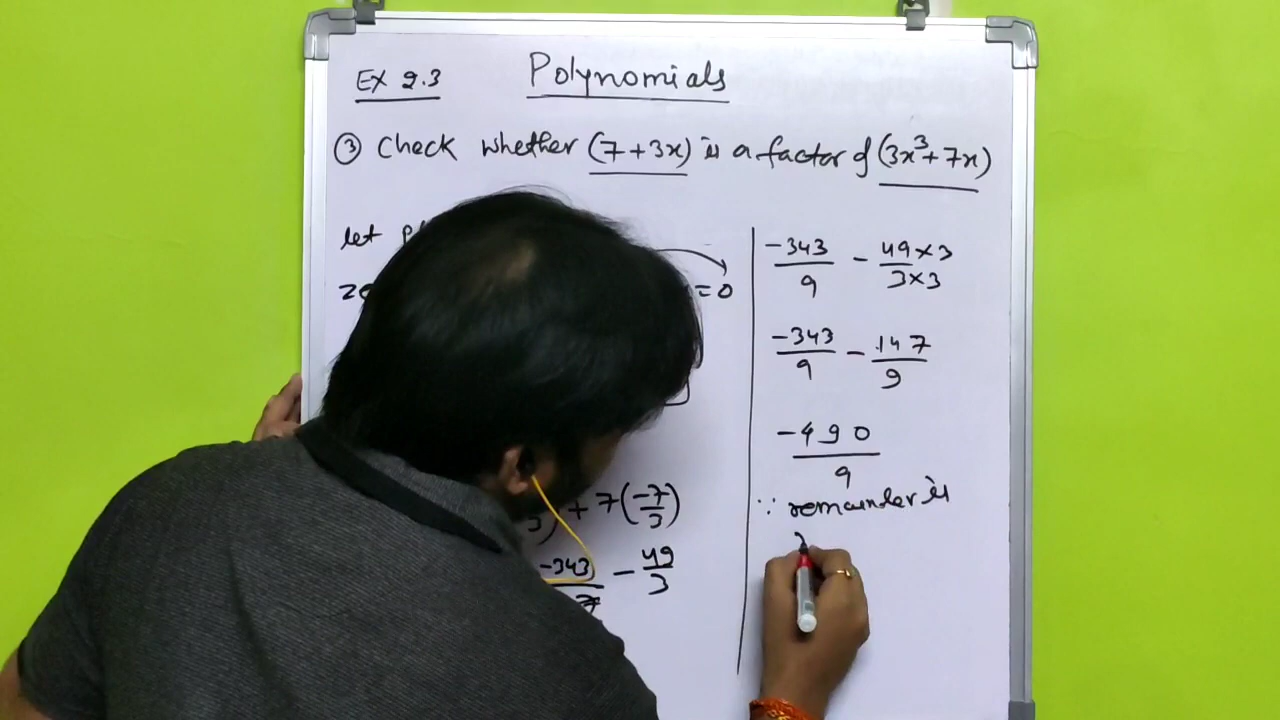 Ex 2.3 Polynomials
③ Check whether (7+3x) is a factor of (3x³+7x)
let
=0
+ 7(-7/3)
-343/ - 49/3
-343/9 - 49×3/3×3
-343/9 - 147/9
-490/9
∵ remainder is